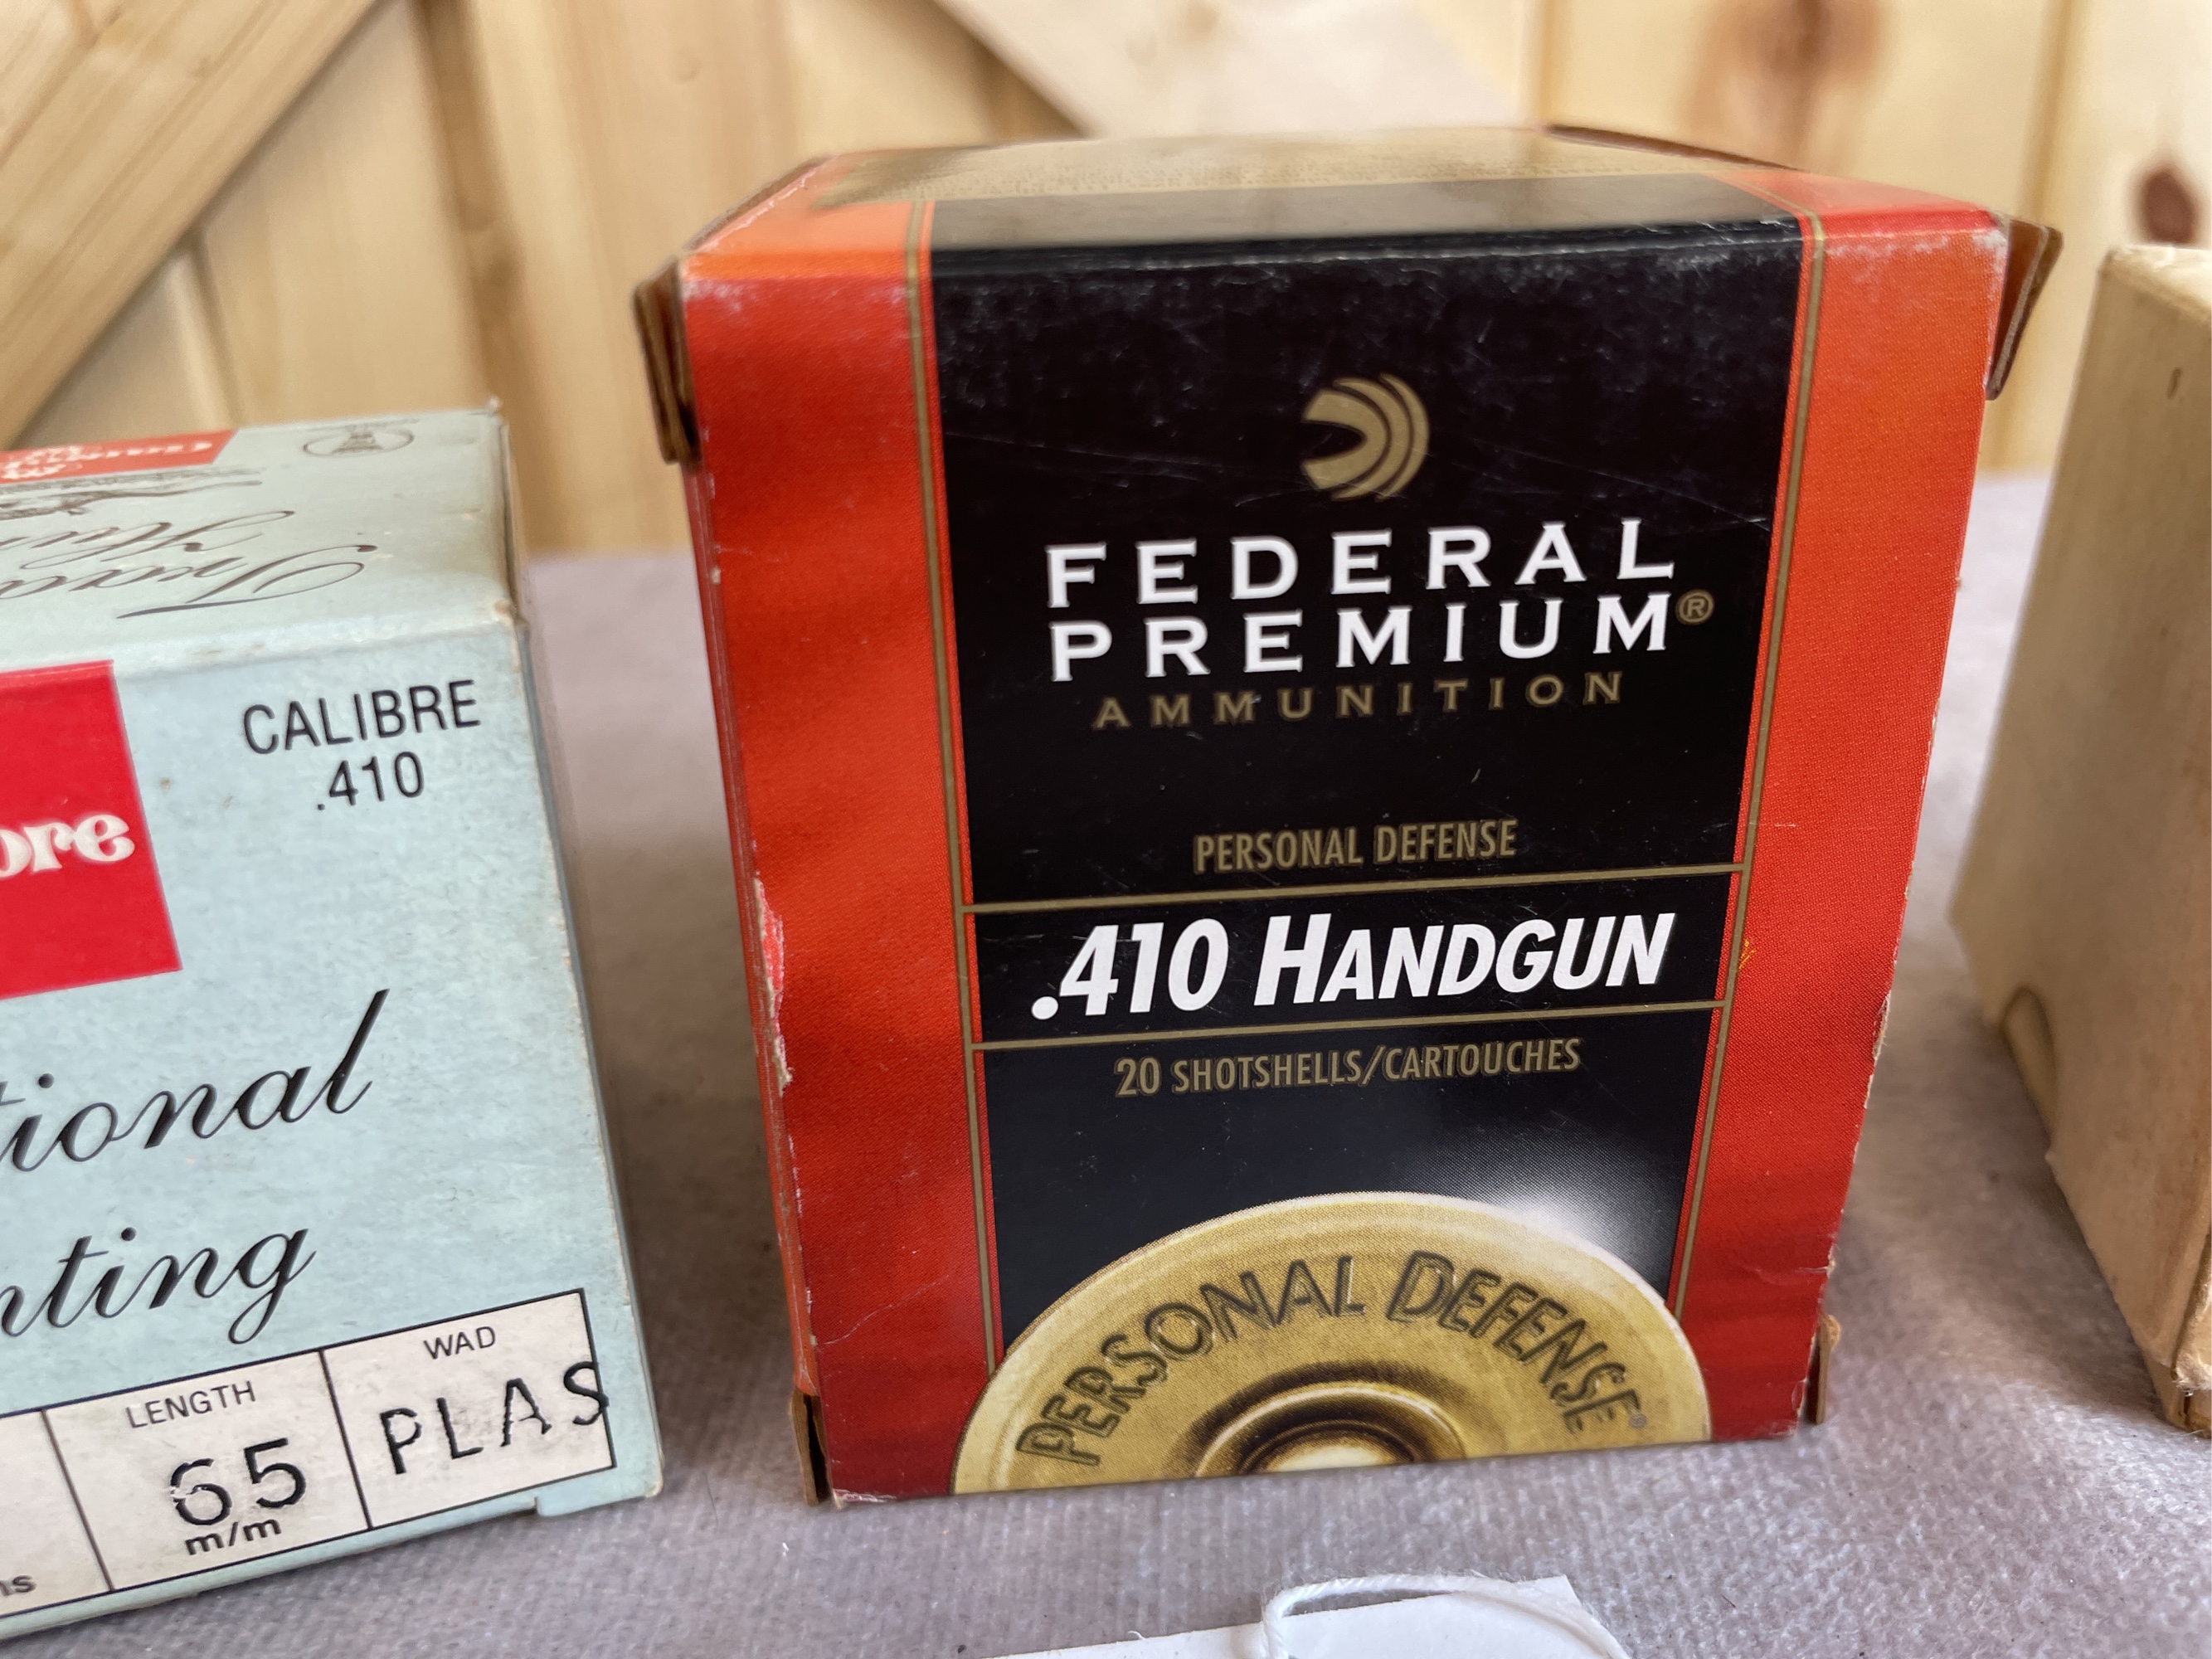 CALIBRE
.410
ore
tional
nting
LENGTH
65
m/m
WAD
PLAS
FEDERAL
PREMIUM®
AMMUNITION
PERSONAL DEFENSE
.410 HANDGUN
20 SHOTSHELLS/CARTOUCHES
PERSONAL DEFENSE®